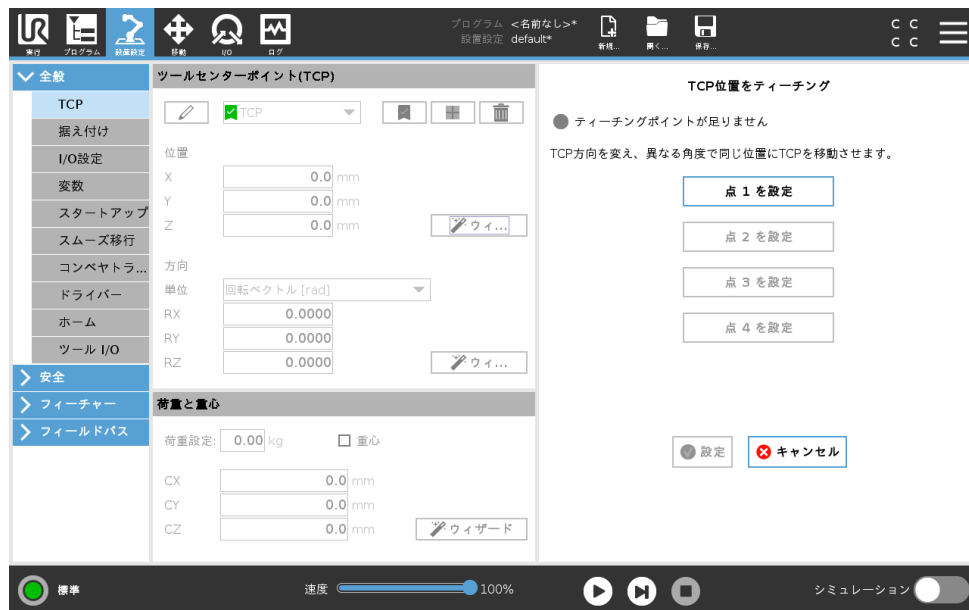 UR
実行
プログラム
設置設定
移動
I/O
ログ
プログラム <名前なし>*
設置設定 default*
新規...
開く...
保存...
C C
C C
全般
TCP
据え付け
I/O設定
変数
スタートアップ
スムーズ移行
コンベヤトラ...
ドライバー
ホーム
ツール I/O
安全
フィーチャー
フィールドバス
ツールセンターポイント(TCP)
TCP
位置
X 0.0 mm
Y 0.0 mm
Z 0.0 mm
ウィ...
方向
単位 回転ベクトル [rad]
RX 0.0000
RY 0.0000
RZ 0.0000
ウィ...
荷重と重心
荷重設定: 0.00 kg 重心
CX 0.0 mm
CY 0.0 mm
CZ 0.0 mm
ウィザード
TCP位置をティーチング
ティーチングポイントが足りません
TCP方向を変え、異なる角度で同じ位置にTCPを移動させます。
点 1 を設定
点 2 を設定
点 3 を設定
点 4 を設定
設定
キャンセル
標準
速度 100%
シミュレーション